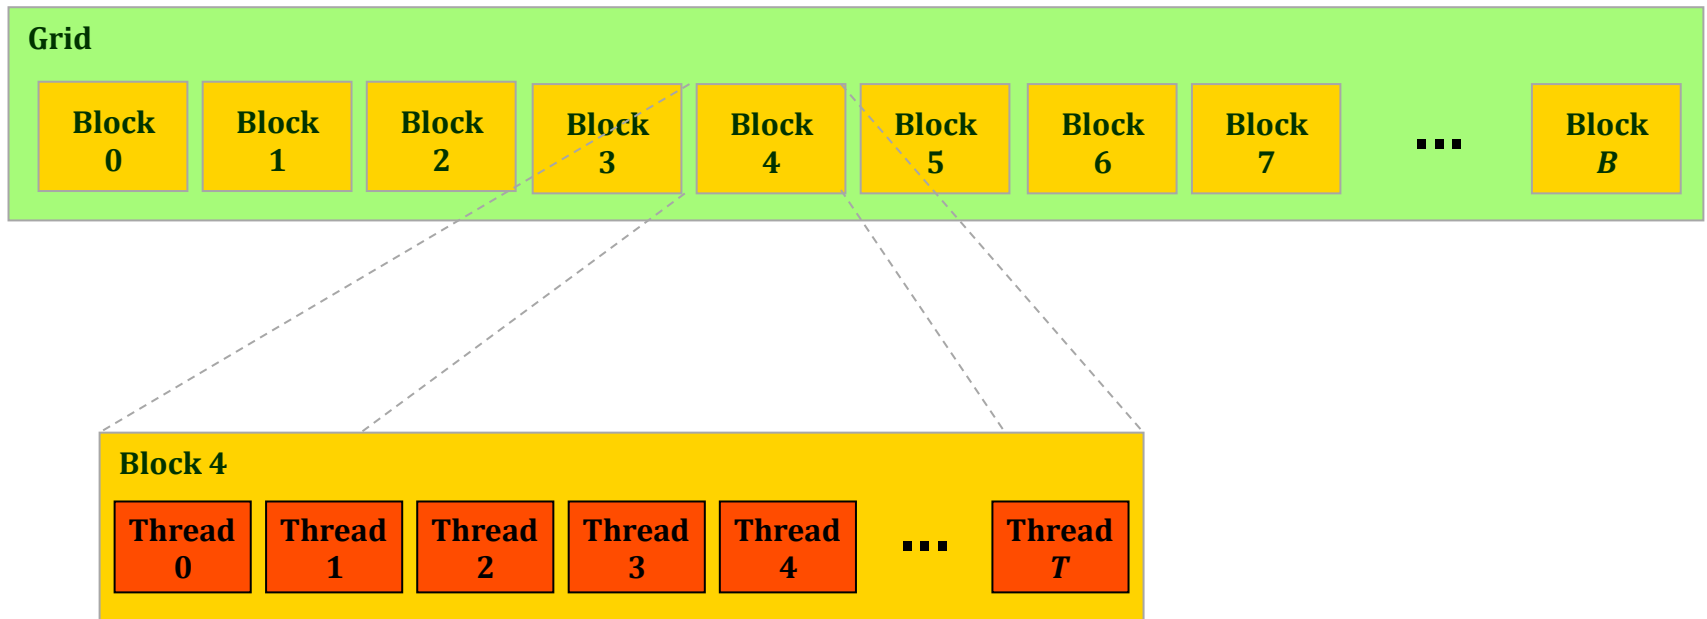 Grid
Block
0
Block
1
Block
2
Block
3
Block
4
Block
5
Block
6
Block
7
...
Block
B
Block 4
Thread
0
Thread
1
Thread
2
Thread
3
Thread
4
...
Thread
T